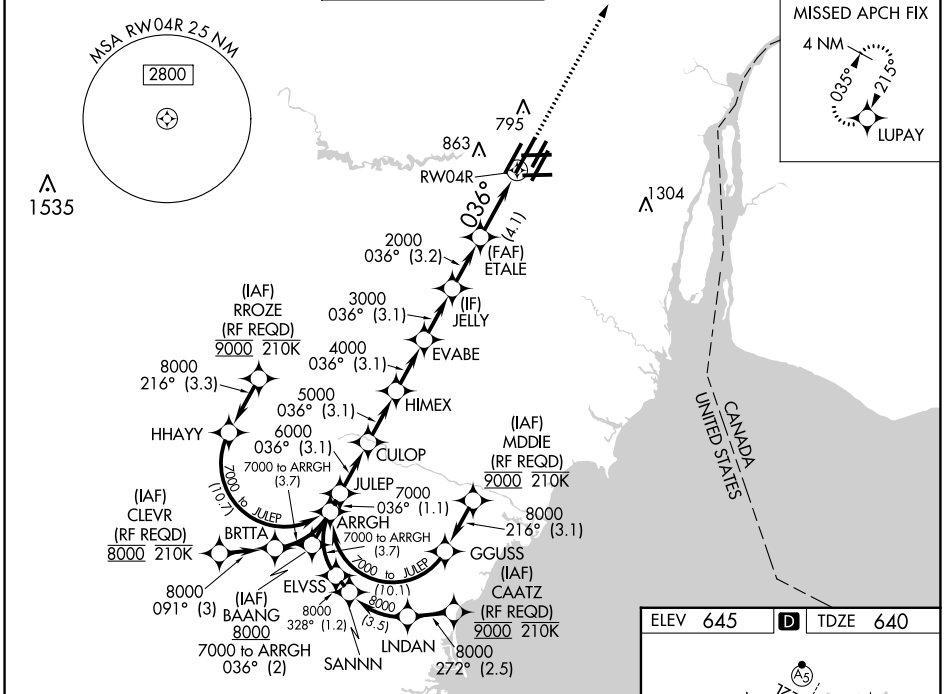 MSA RW04R 25 NM
2800
1535
863
795
RW04R
1304
MISSED APCH FIX
4 NM
035°
215°
LUPAY
036°
(4.1)
(FAF)
ETALE
2000
036° (3.2)
(IF)
JELLY
3000
036° (3.1)
EVABE
4000
036° (3.1)
HIMEX
5000
036° (3.1)
CULOP
6000
036° (3.1)
JULEP
7000
036° (1.1)
ARRGH
(IAF)
RROZE
(RF REQD)
9000 210K
8000
216° (3.3)
HHAYY
7000 to JULEP
(10.7)
7000 to ARRGH
(3.7)
(IAF)
CLEVR
(RF REQD)
8000 210K
BRTTA
8000
091° (3)
(IAF)
BAANG
8000
7000 to ARRGH
036° (2)
(IAF)
MDDIE
(RF REQD)
9000 210K
8000
216° (3.1)
GGUSS
7000 to JULEP
(10.1)
7000 to ARRGH
(3.7)
ELVSS
8000
328° (1.2)
SANNN
8000
(3.5)
LNDAN
(IAF)
CAATZ
(RF REQD)
9000 210K
8000
272° (2.5)
CANADA
UNITED STATES
ELEV 645
D
TDZE 640
A5